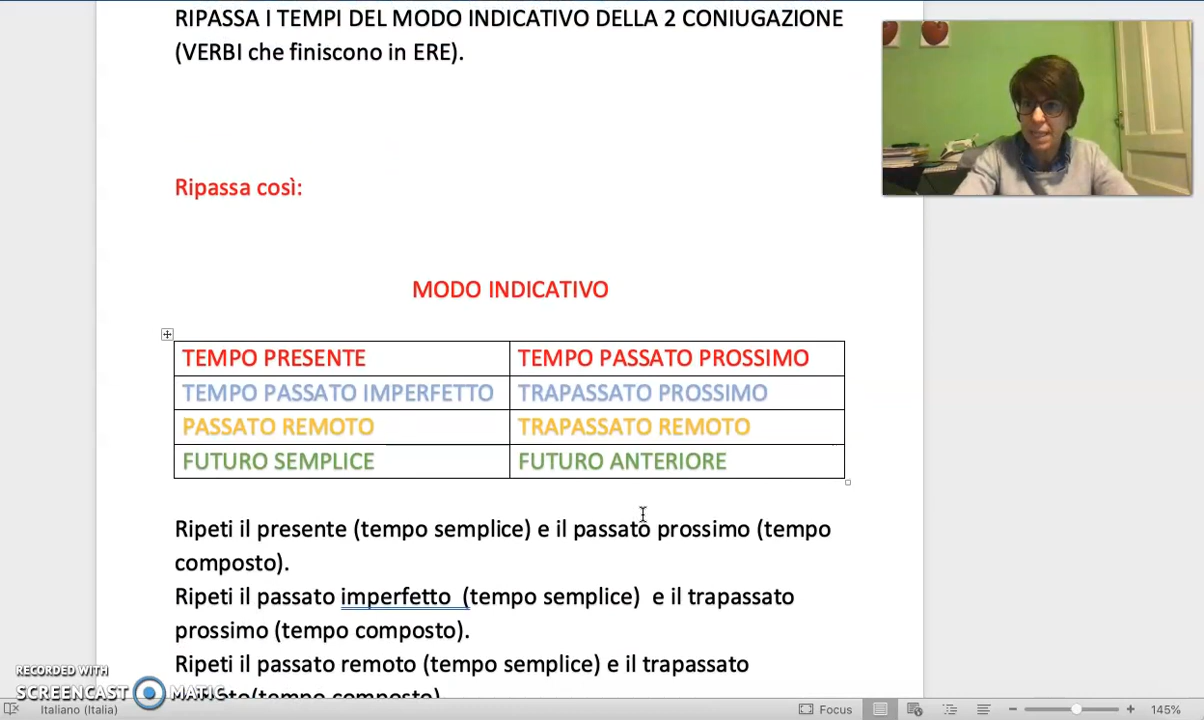 RIPASSA I TEMPI DEL MODO INDICATIVO DELLA 2 CONIUGAZIONE
(VERBI che finiscono in ERE).
Ripassa così:
MODO INDICATIVO
TEMPO PRESENTE TEMPO PASSATO PROSSIMO
TEMPO PASSATO IMPERFETTO TRAPASSATO PROSSIMO
PASSATO REMOTO TRAPASSATO REMOTO
FUTURO SEMPLICE FUTURO ANTERIORE
Ripeti il presente (tempo semplice) e il passato prossimo (tempo
composto).
Ripeti il passato imperfetto (tempo semplice) e il trapassato
prossimo (tempo composto).
Ripeti il passato remoto (tempo semplice) e il trapassato
(tempo composto)
RECORDED WITH
SCREENCAST MATIC
Italiano (Italia) Focus 145%